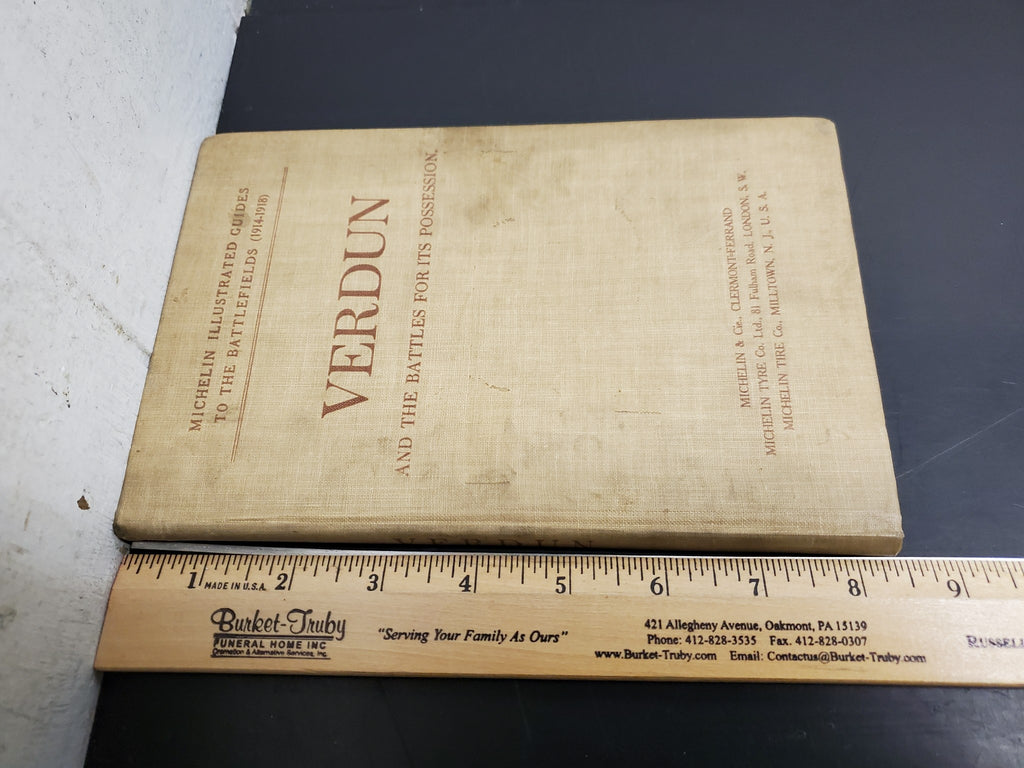 MICHELIN ILLUSTRATED GUIDES
TO THE BATTLEFIELDS (1914-1918)
VERDUN
AND THE BATTLES FOR ITS POSSESSION.
MICHELIN & Cie., CLERMONT-FERRAND
MICHELIN TYRE Co. Ltd., 81 Fulham Road, LONDON, S. W.
MICHELIN TIRE Co., MILLTOWN, N. J., U. S. A.
VERDUN
1 2 3 4 5 6 7 8 9
MADE IN U.S.A.
Burket-Truby
FUNERAL HOME INC
Cremation & Alternative Services, Inc.
"Serving Your Family As Ours"
421 Allegheny Avenue, Oakmont, PA 15139
Phone: 412-828-3535 Fax. 412-828-0307
www.Burket-Truby.com Email: Contactus@Burket-Truby.com